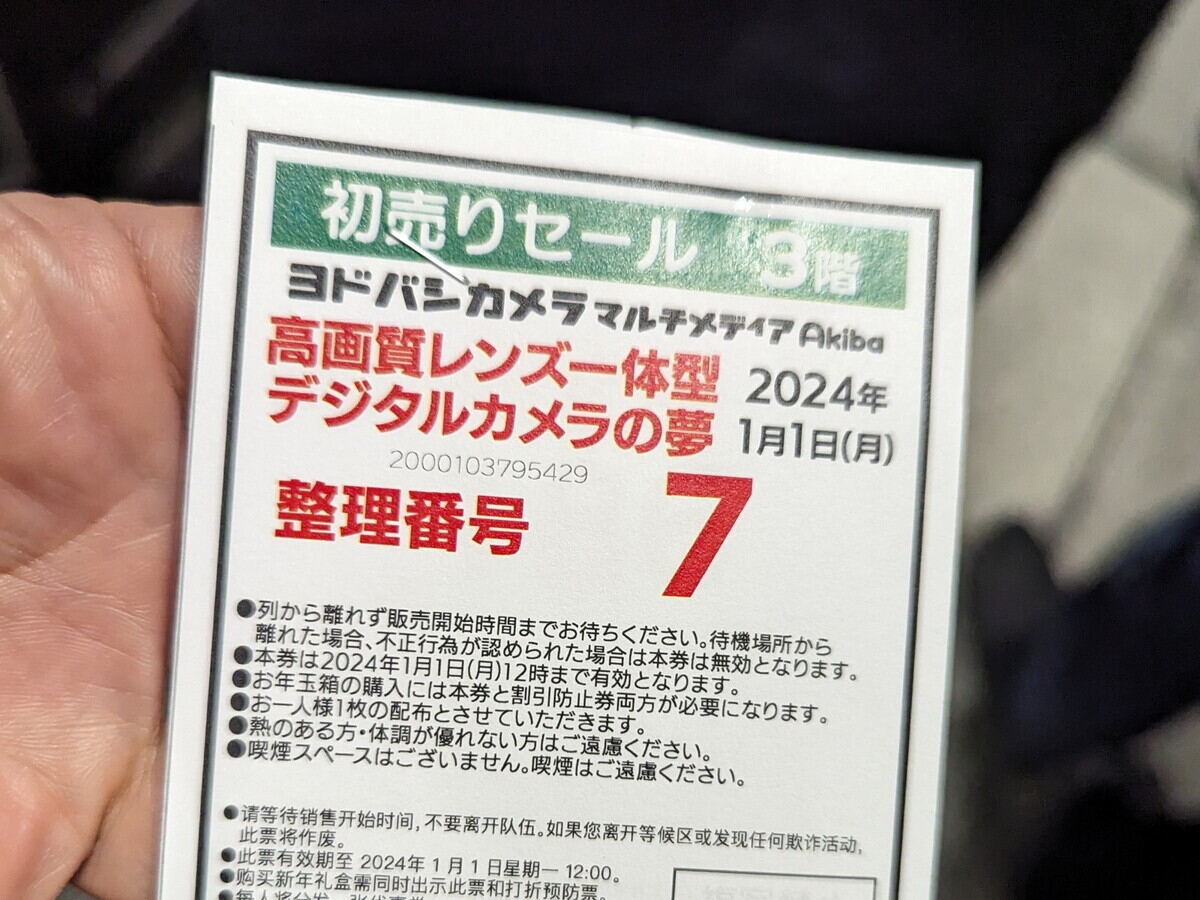 初売りセール 3階
ヨドバシカメラマルチメディアAkiba
高画質レンズ一体型
デジタルカメラの夢
2024年
1月1日(月)
2000103795429
整理番号 7
●列から離れず販売開始時間までお待ちください。待機場所から
離れた場合、不正行為が認められた場合は本券は無効となります。
●本券は2024年1月1日(月)12時まで有効となります。
●お年玉箱の購入には本券と割引防止券両方が必要になります。
●お一人様1枚の配布とさせていただきます。
●熱のある方・体調が優れない方はご遠慮ください。
●喫煙スペースはございません。喫煙はご遠慮ください。
●请等待销售开始时间,不要离开队伍。如果您离开等候区或发现任何欺诈活动,
此票将作废。
●此票有效期至 2024年1月1日星期一 12:00。
●购买新年礼盒需同时出示此票和打折预防票。